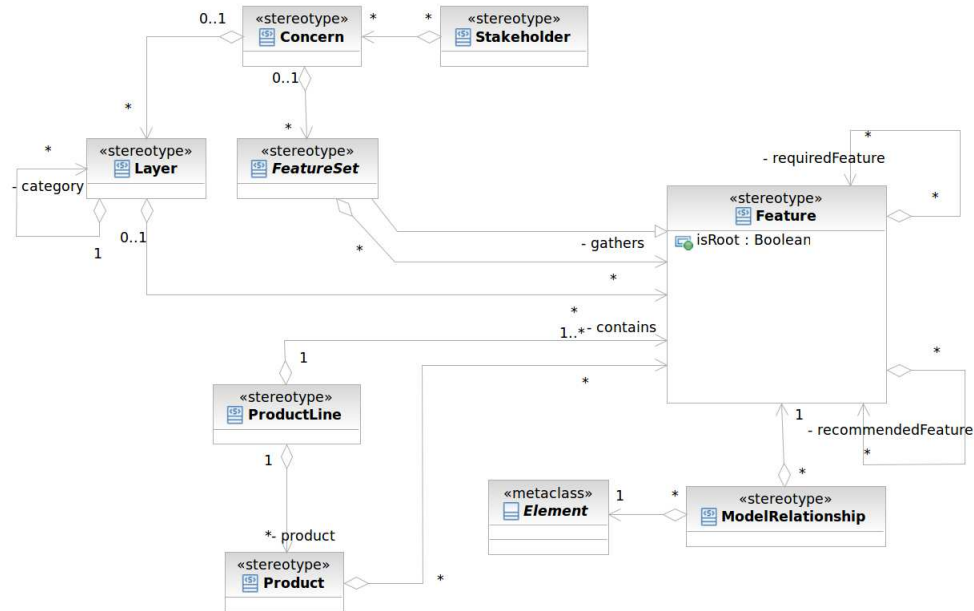 0..1
«stereotype»
Concern
*
*
«stereotype»
Stakeholder
0..1
*
*
*
«stereotype»
Layer
- category
1
0..1
«stereotype»
FeatureSet
*
- gathers
*
*
- requiredFeature
*
«stereotype»
Feature
isRoot : Boolean
*
1..*
- contains
1
*
«stereotype»
ProductLine
1
*- product
«stereotype»
Product
*
*
- recommendedFeature
*
1
*
«metaclass»
Element
1
*
«stereotype»
ModelRelationship